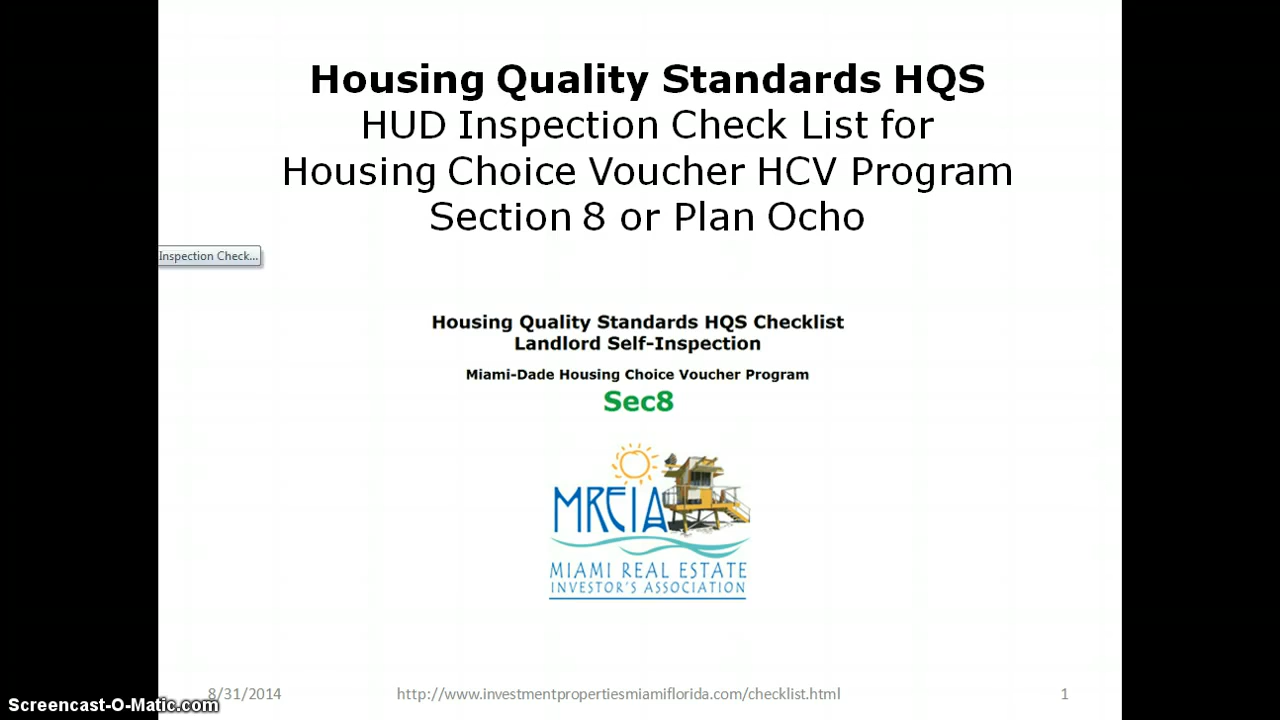 Housing Quality Standards HQS
HUD Inspection Check List for
Housing Choice Voucher HCV Program
Section 8 or Plan Ocho
Inspection Check...
Housing Quality Standards HQS Checklist
Landlord Self-Inspection
Miami-Dade Housing Choice Voucher Program
Sec8
MREIA
MIAMI REAL ESTATE
INVESTOR'S ASSOCIATION
8/31/2014 http://www.investmentpropertiesmiamiflorida.com/checklist.html 1
Screencast-O-Matic.com